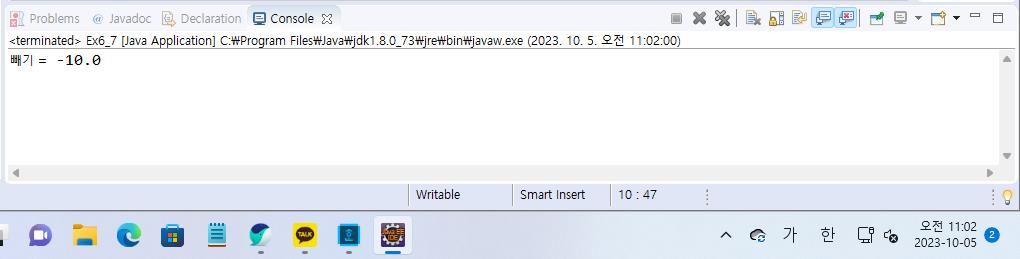 Problems @ Javadoc Declaration Console
<terminated> Ex6_7 [Java Application] C:₩Program Files₩Java₩jdk1.8.0_73₩jre₩bin₩javaw.exe (2023. 10. 5. 오전 11:02:00)
빼기 = -10.0
Writable Smart Insert 10 : 47
TALK 가 한 오전 11:02
2023-10-05 2